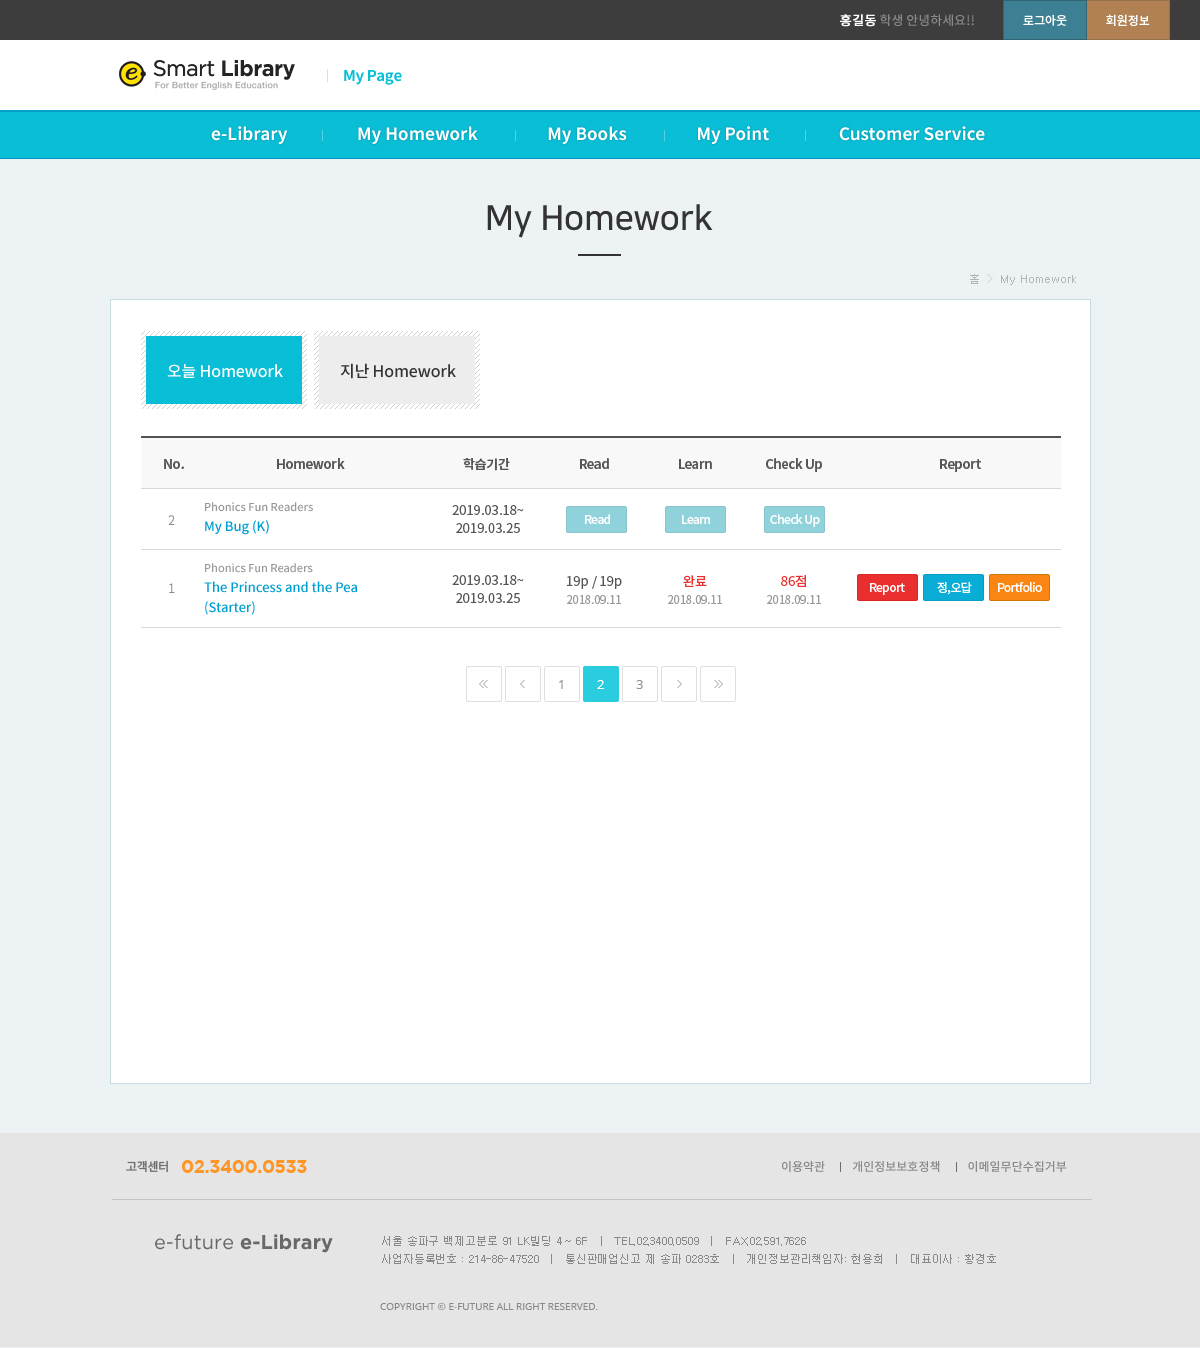 홍길동 학생 안녕하세요!!
로그아웃
회원정보
e Smart Library
For Better English Education
My Page
e-Library
My Homework
My Books
My Point
Customer Service
My Homework
홈 > My Homework
오늘 Homework
지난 Homework
No.
Homework
학습기간
Read
Learn
Check Up
Report
2
Phonics Fun Readers
My Bug (K)
2019.03.18~
2019.03.25
Read
Learn
Check Up
1
Phonics Fun Readers
The Princess and the Pea
(Starter)
2019.03.18~
2019.03.25
19p / 19p
2018.09.11
완료
2018.09.11
86점
2018.09.11
Report
정,오답
Portfolio
« < 1 2 3 > »
고객센터 02.3400.0533
이용약관 | 개인정보보호정책 | 이메일무단수집거부
e-future e-Library
서울 송파구 백제고분로 91 LK빌딩 4 ~ 6F | TEL.02.3400.0509 | FAX.02.591.7626
사업자등록번호 : 214-86-47520 | 통신판매업신고 제 송파 0283호 | 개인정보관리책임자: 현용희 | 대표이사 : 황경호
COPYRIGHT © E-FUTURE ALL RIGHT RESERVED.